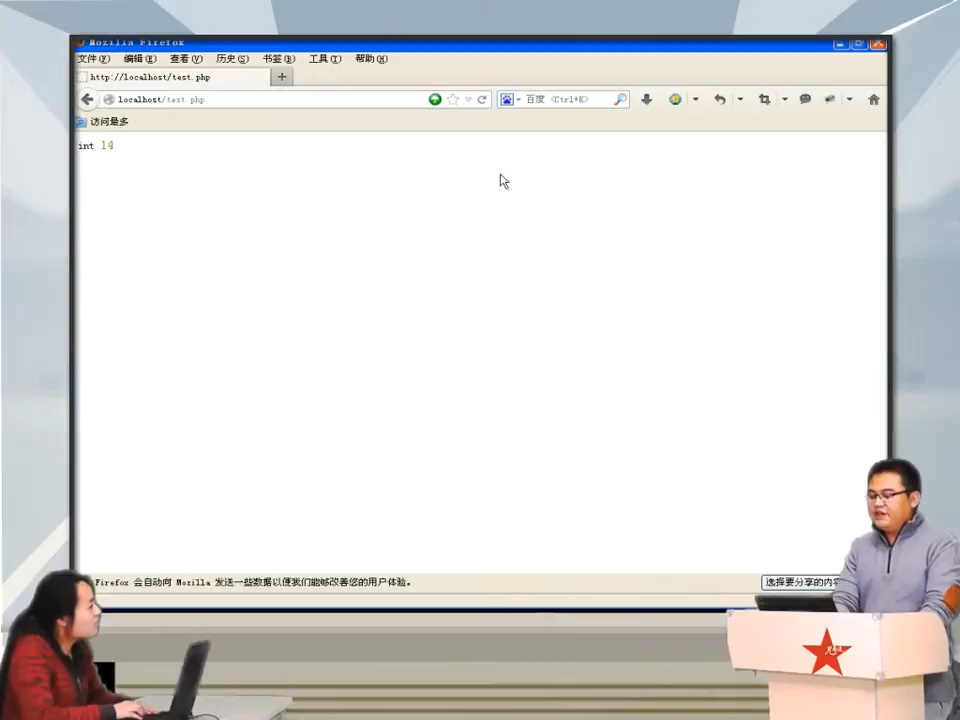 Mozilla Firefox
文件(F) 编辑(E) 查看(V) 历史(S) 书签(B) 工具(T) 帮助(H)
http://localhost/test.php
localhost/test.php 百度 <Ctrl+K>
访问最多
int 14
Firefox 会自动向 Mozilla 发送一些数据以便我们能够改善您的用户体验。 选择要分享的内容